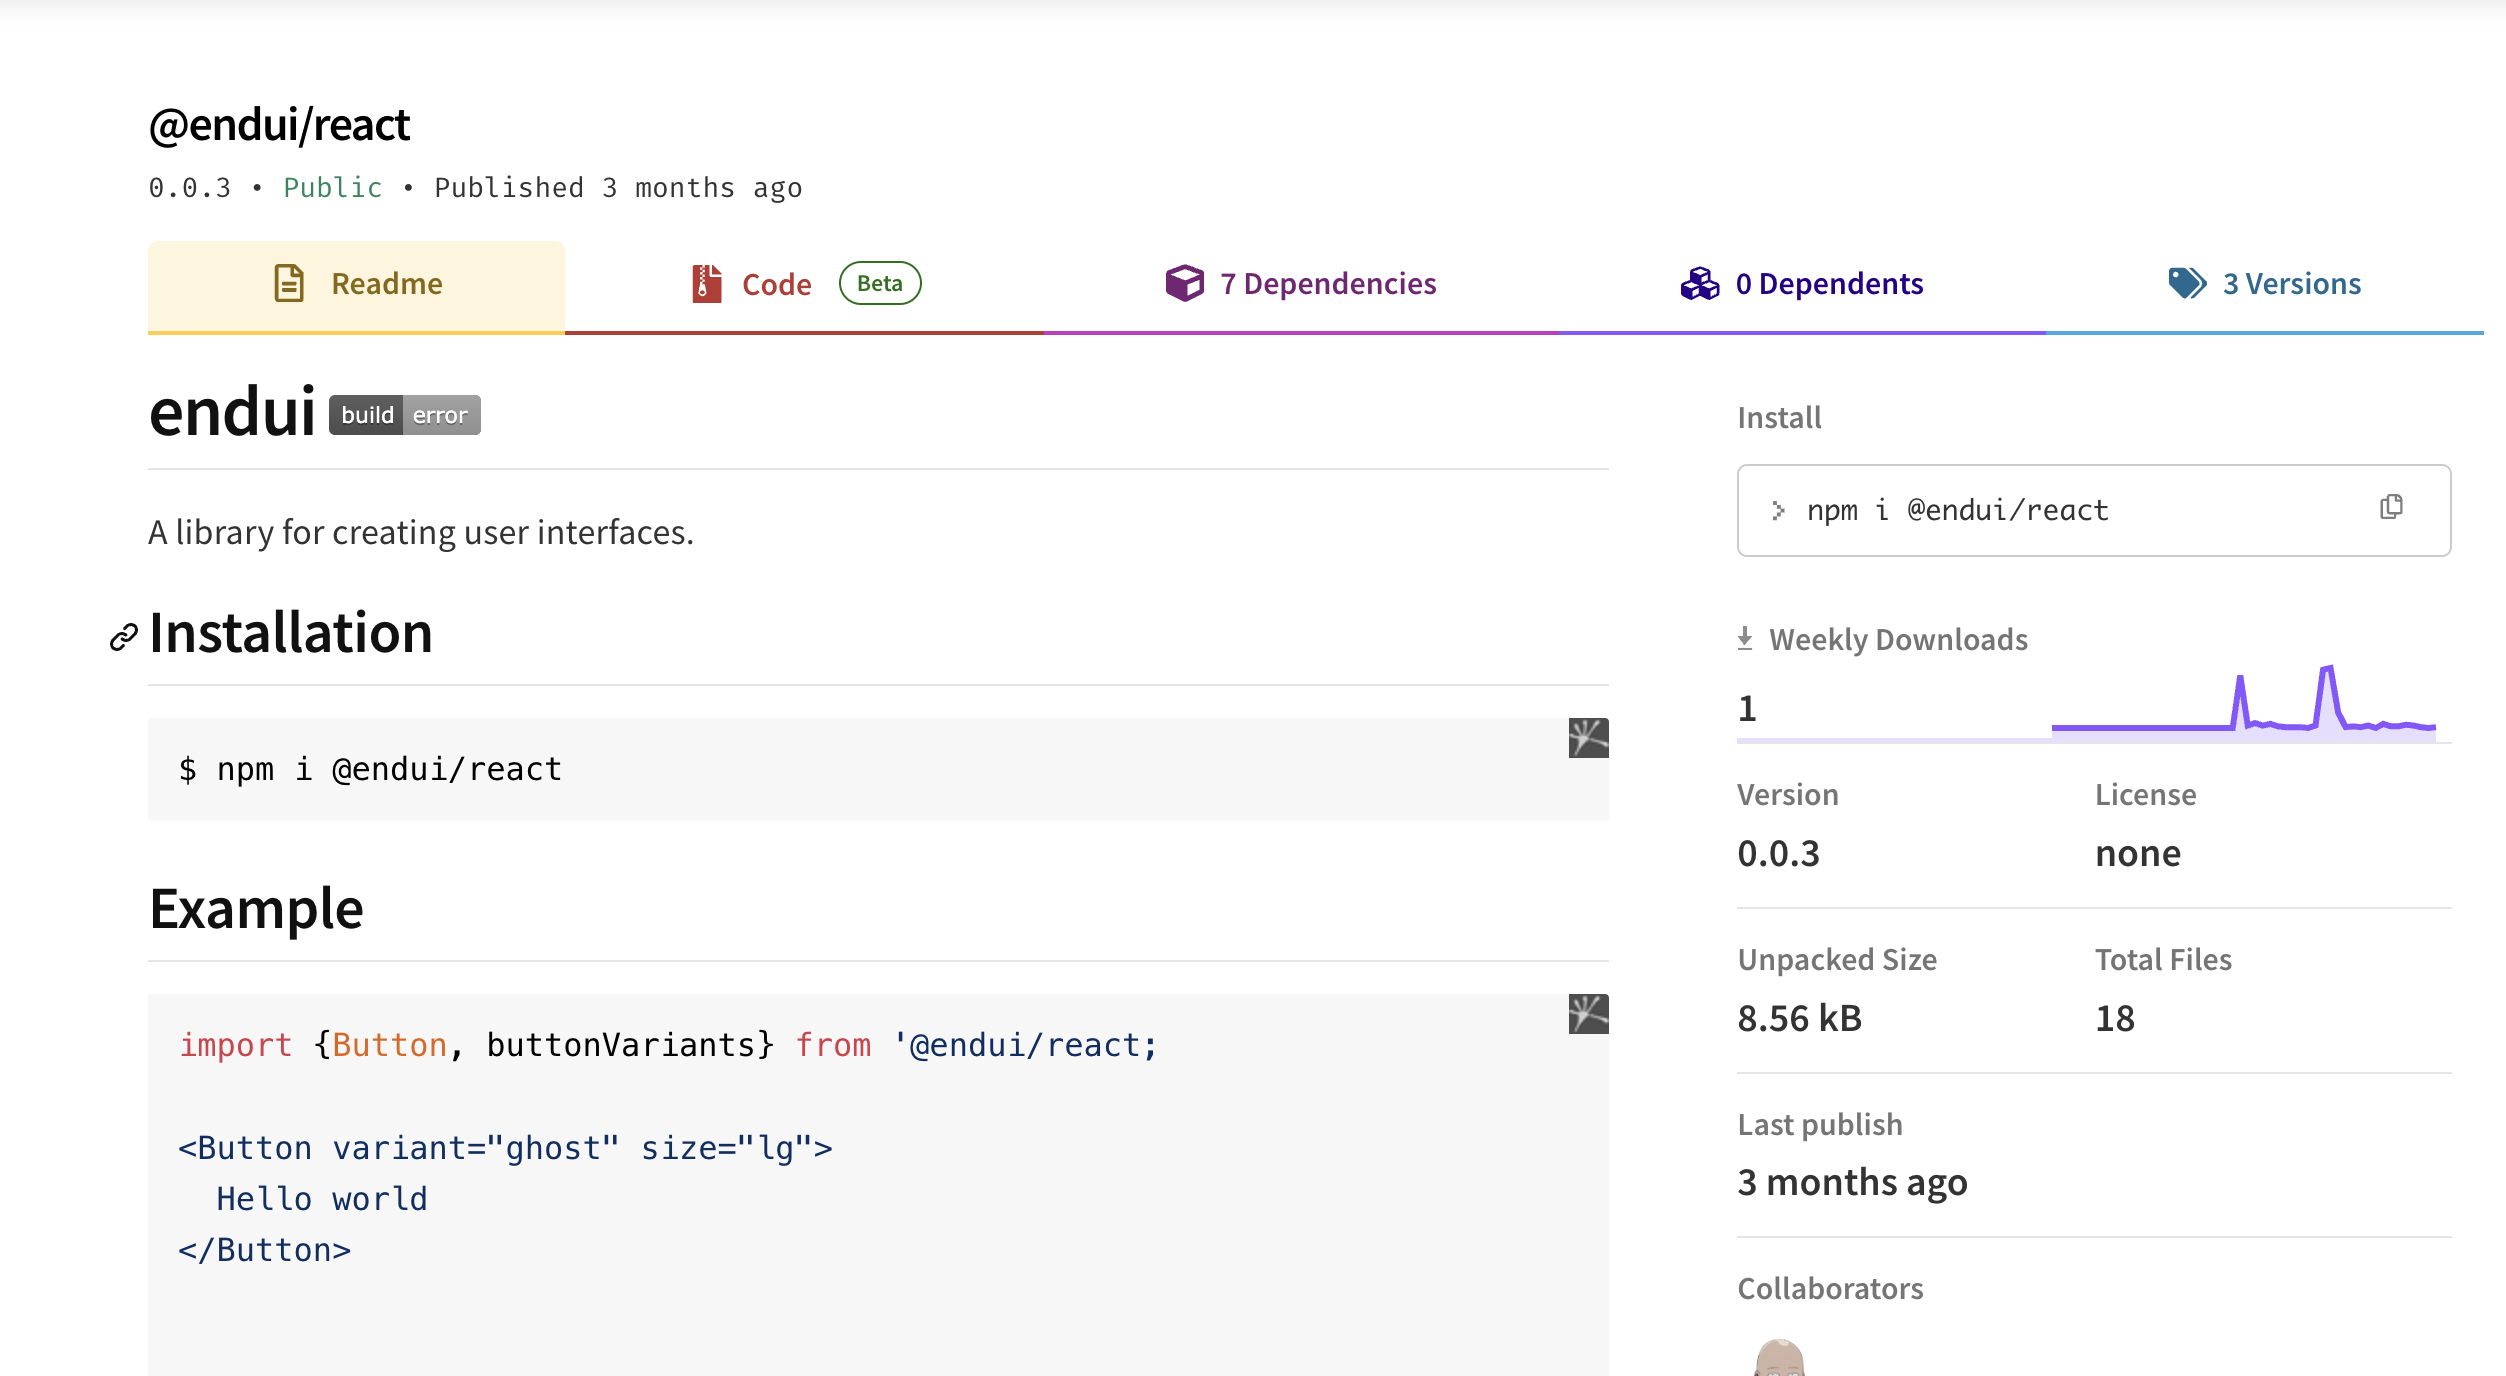 @endui/react
0.0.3 • Public • Published 3 months ago
Readme
Code Beta
7 Dependencies
0 Dependents
3 Versions
endui build error
A library for creating user interfaces.
Installation
$ npm i @endui/react
Example
import {Button, buttonVariants} from '@endui/react;
<Button variant="ghost" size="lg">
Hello world
</Button>
Install
npm i @endui/react
Weekly Downloads
1
Version
0.0.3
License
none
Unpacked Size
8.56 kB
Total Files
18
Last publish
3 months ago
Collaborators